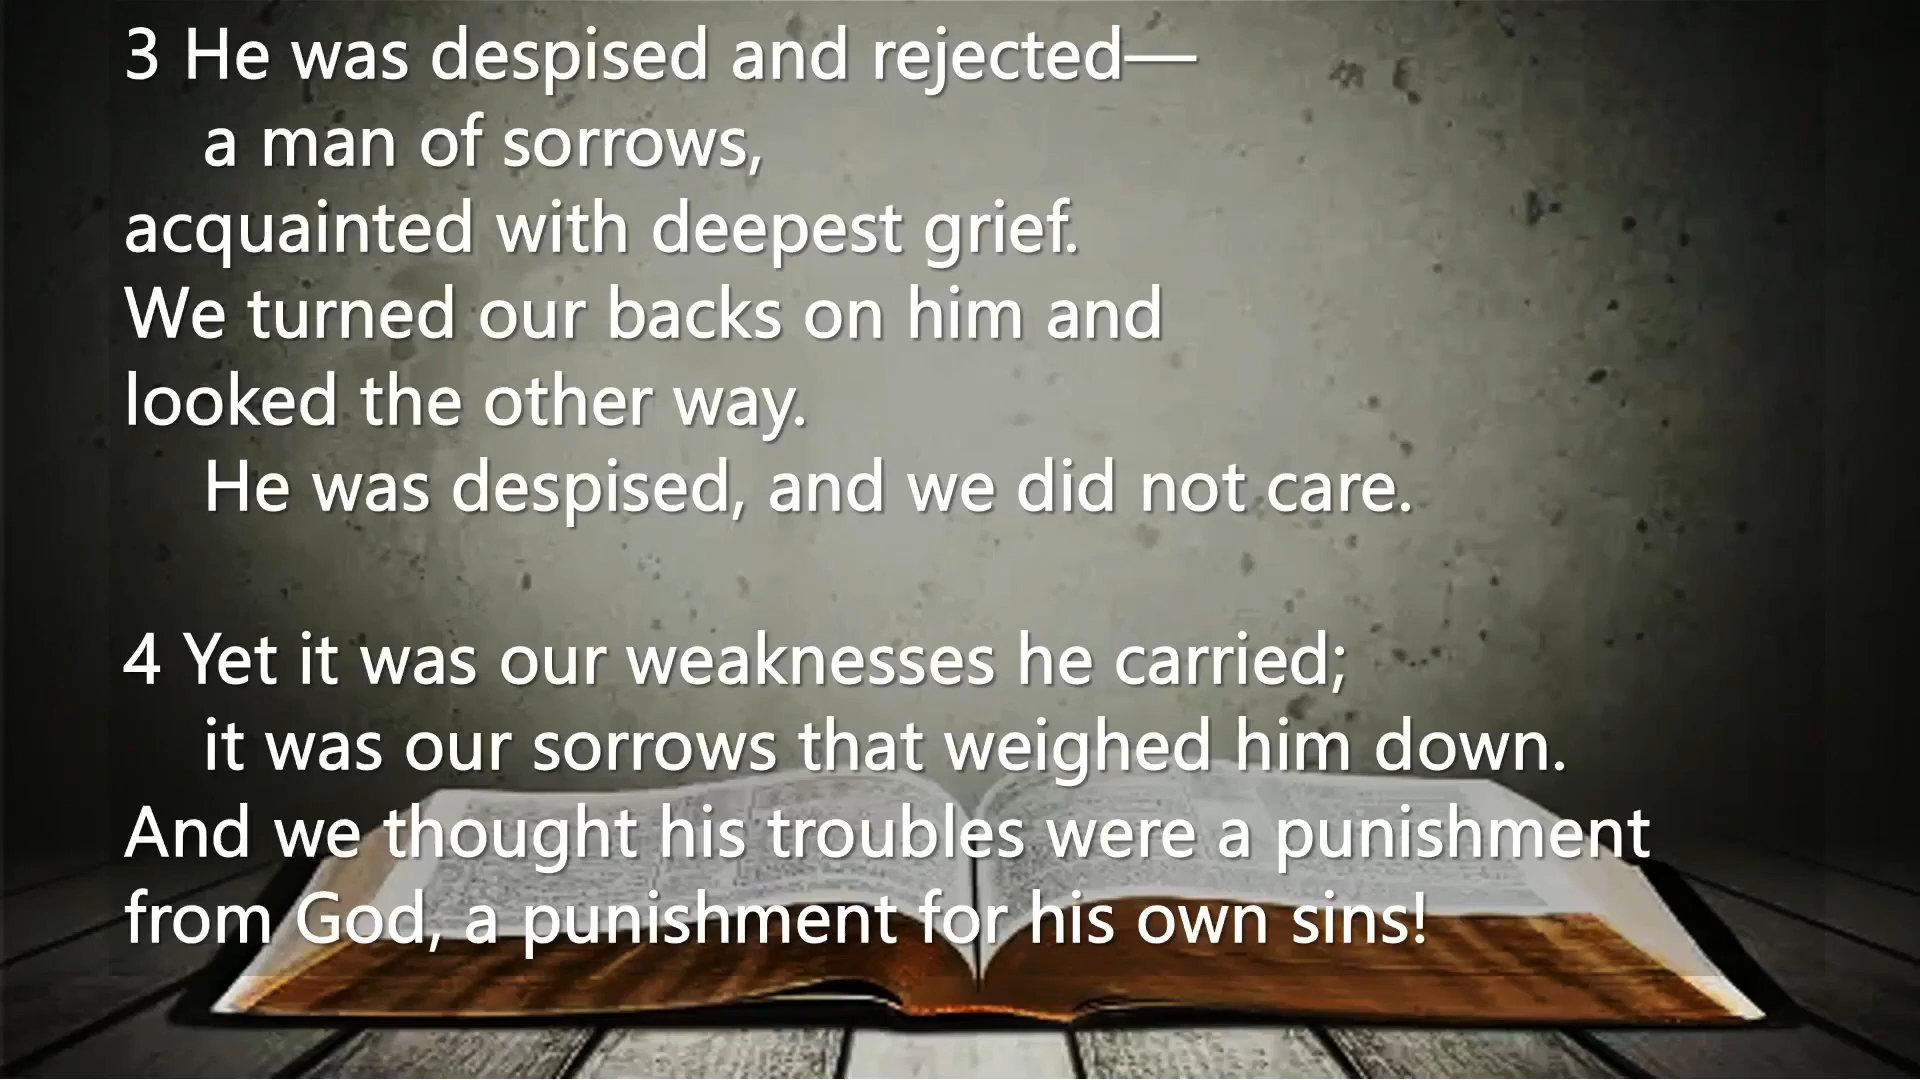 3 He was despised and rejected—
a man of sorrows,
acquainted with deepest grief.
We turned our backs on him and
looked the other way.
He was despised, and we did not care.
4 Yet it was our weaknesses he carried;
it was our sorrows that weighed him down.
And we thought his troubles were a punishment
from God, a punishment for his own sins!